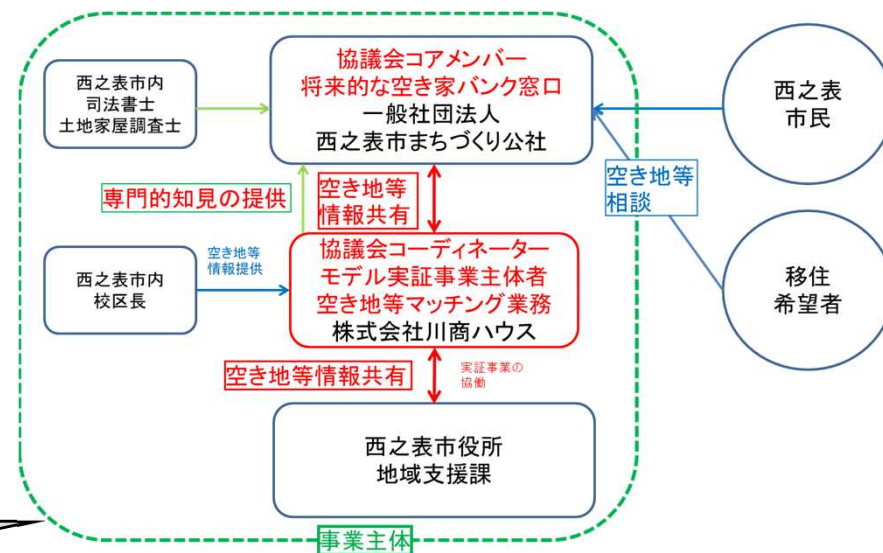 西之表市内
司法書士
土地家屋調査士
協議会コアメンバー
将来的な空き家バンク窓口
一般社団法人
西之表市まちづくり公社
西之表
市民
専門的知見の提供
空き地等
情報共有
空き地等
相談
西之表市内
校区長
空き地等
情報提供
協議会コーディネーター
モデル実証事業主体者
空き地等マッチング業務
株式会社川商ハウス
移住
希望者
空き地等情報共有
実証事業の
協働
西之表市役所
地域支援課
事業主体